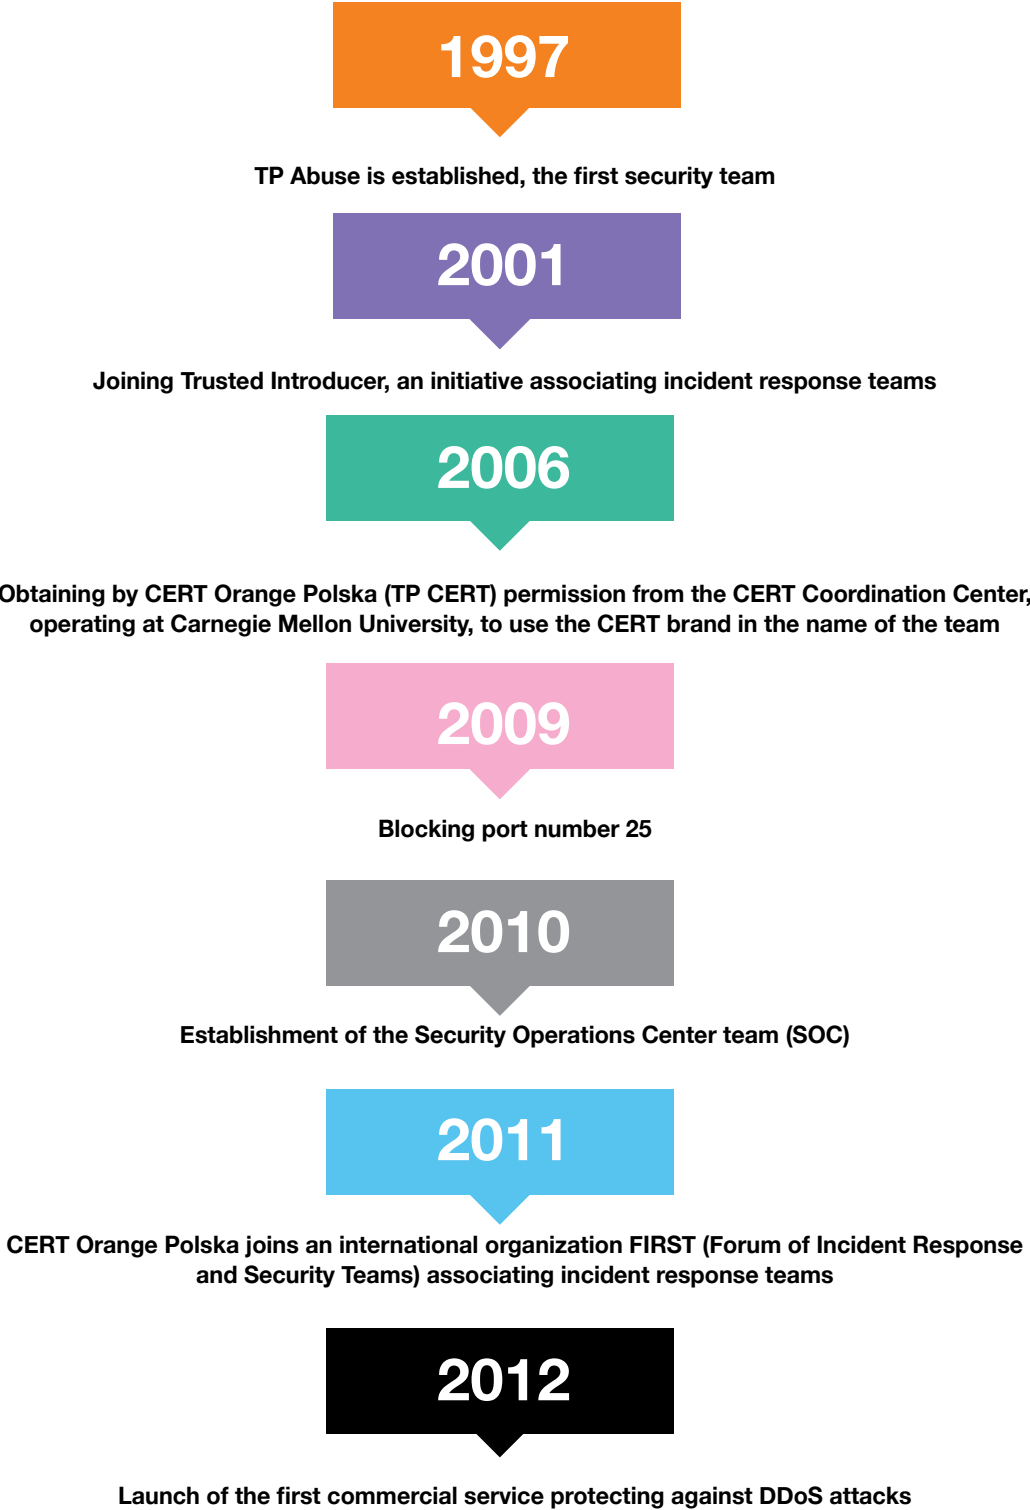 1997
TP Abuse is established, the first security team
2001
Joining Trusted Introducer, an initiative associating incident response teams
2006
Obtaining by CERT Orange Polska (TP CERT) permission from the CERT Coordination Center,
operating at Carnegie Mellon University, to use the CERT brand in the name of the team
2009
Blocking port number 25
2010
Establishment of the Security Operations Center team (SOC)
2011
CERT Orange Polska joins an international organization FIRST (Forum of Incident Response
and Security Teams) associating incident response teams
2012
Launch of the first commercial service protecting against DDoS attacks